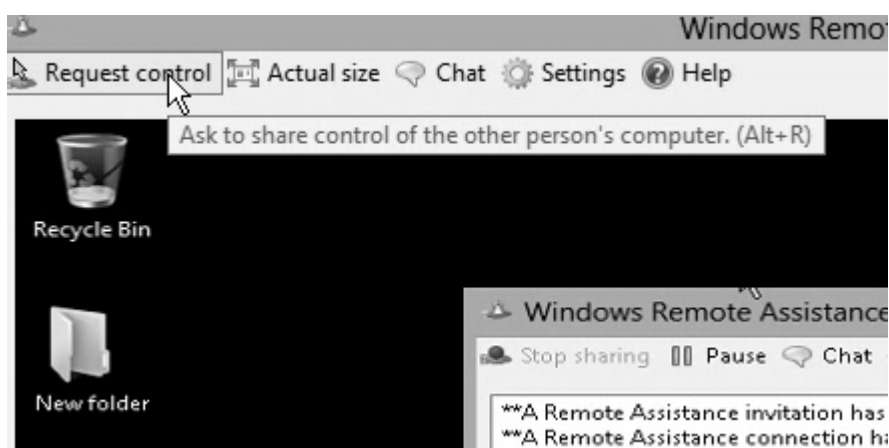 Windows Remo
Request control Actual size Chat Settings Help
Ask to share control of the other person's computer. (Alt+R)
Recycle Bin
Windows Remote Assistance
Stop sharing Pause Chat
New folder
**A Remote Assistance invitation has
**A Remote Assistance connection ha